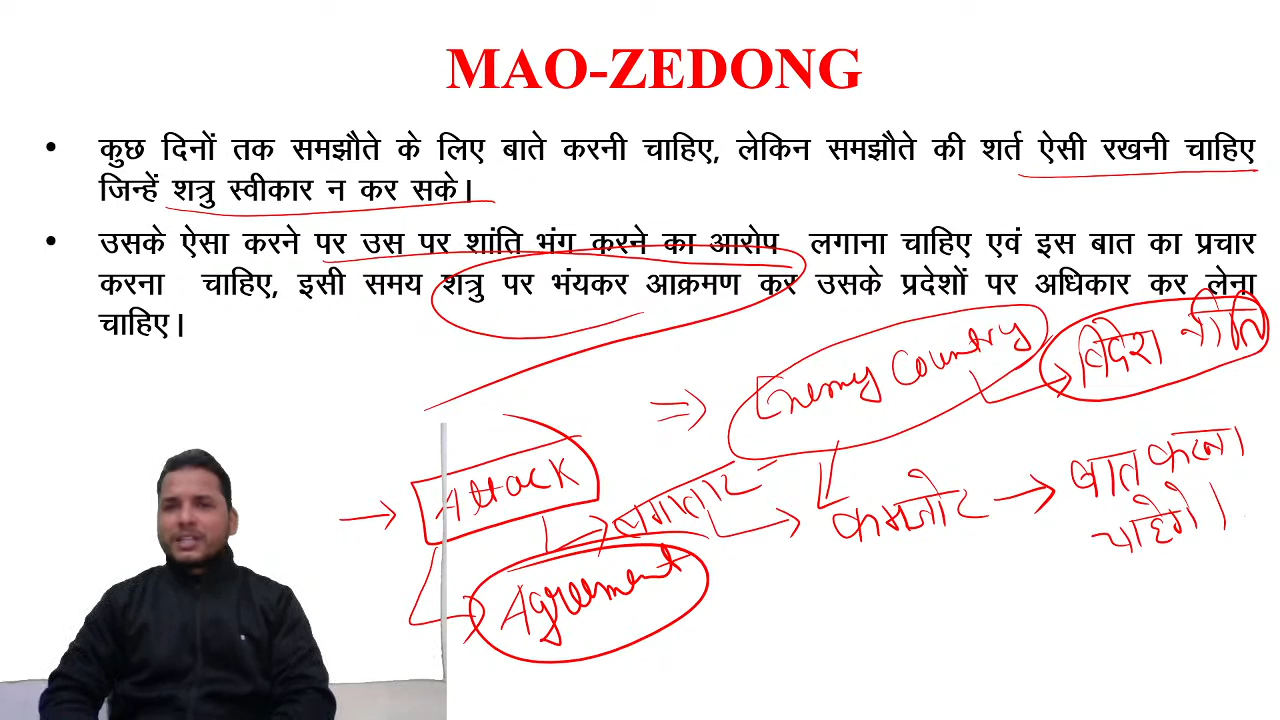 MAO-ZEDONG
• कुछ दिनों तक समझौते के लिए बाते करनी चाहिए, लेकिन समझौते की शर्त ऐसी रखनी चाहिए
जिन्हें शत्रु स्वीकार न कर सके।
• उसके ऐसा करने पर उस पर शांति भंग करने का आरोप लगाना चाहिए एवं इस बात का प्रचार
करना चाहिए, इसी समय शत्रु पर भंयकर आक्रमण कर उसके प्रदेशों पर अधिकार कर लेना
चाहिए।
⇒ Enemy Country → विदेश नीति
→ Attack → लगातार → कमजोर → बात करना
चाहेगे।
Agreement